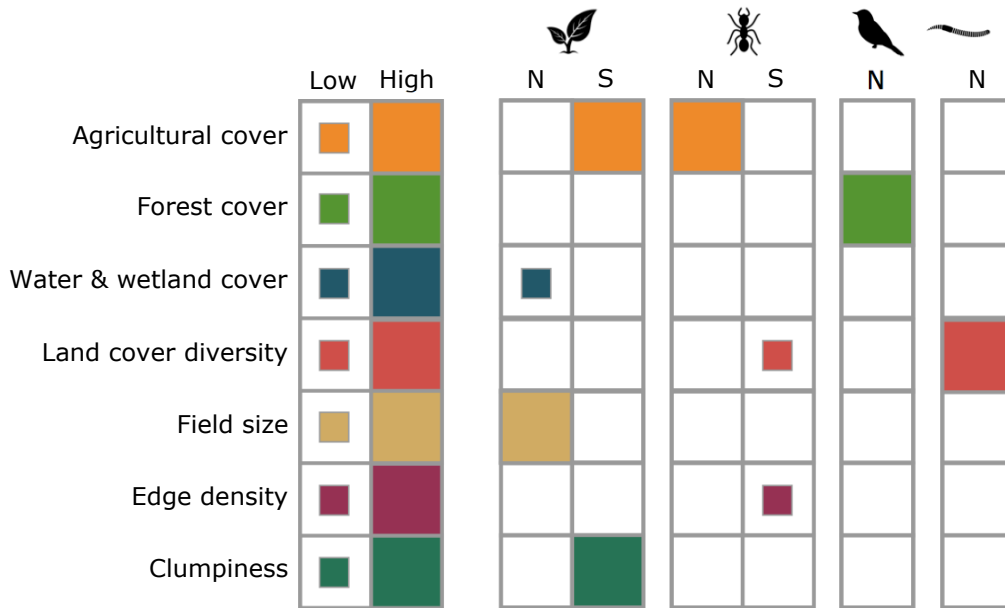 Low High N S N S N N
Agricultural cover
Forest cover
Water & wetland cover
Land cover diversity
Field size
Edge density
Clumpiness